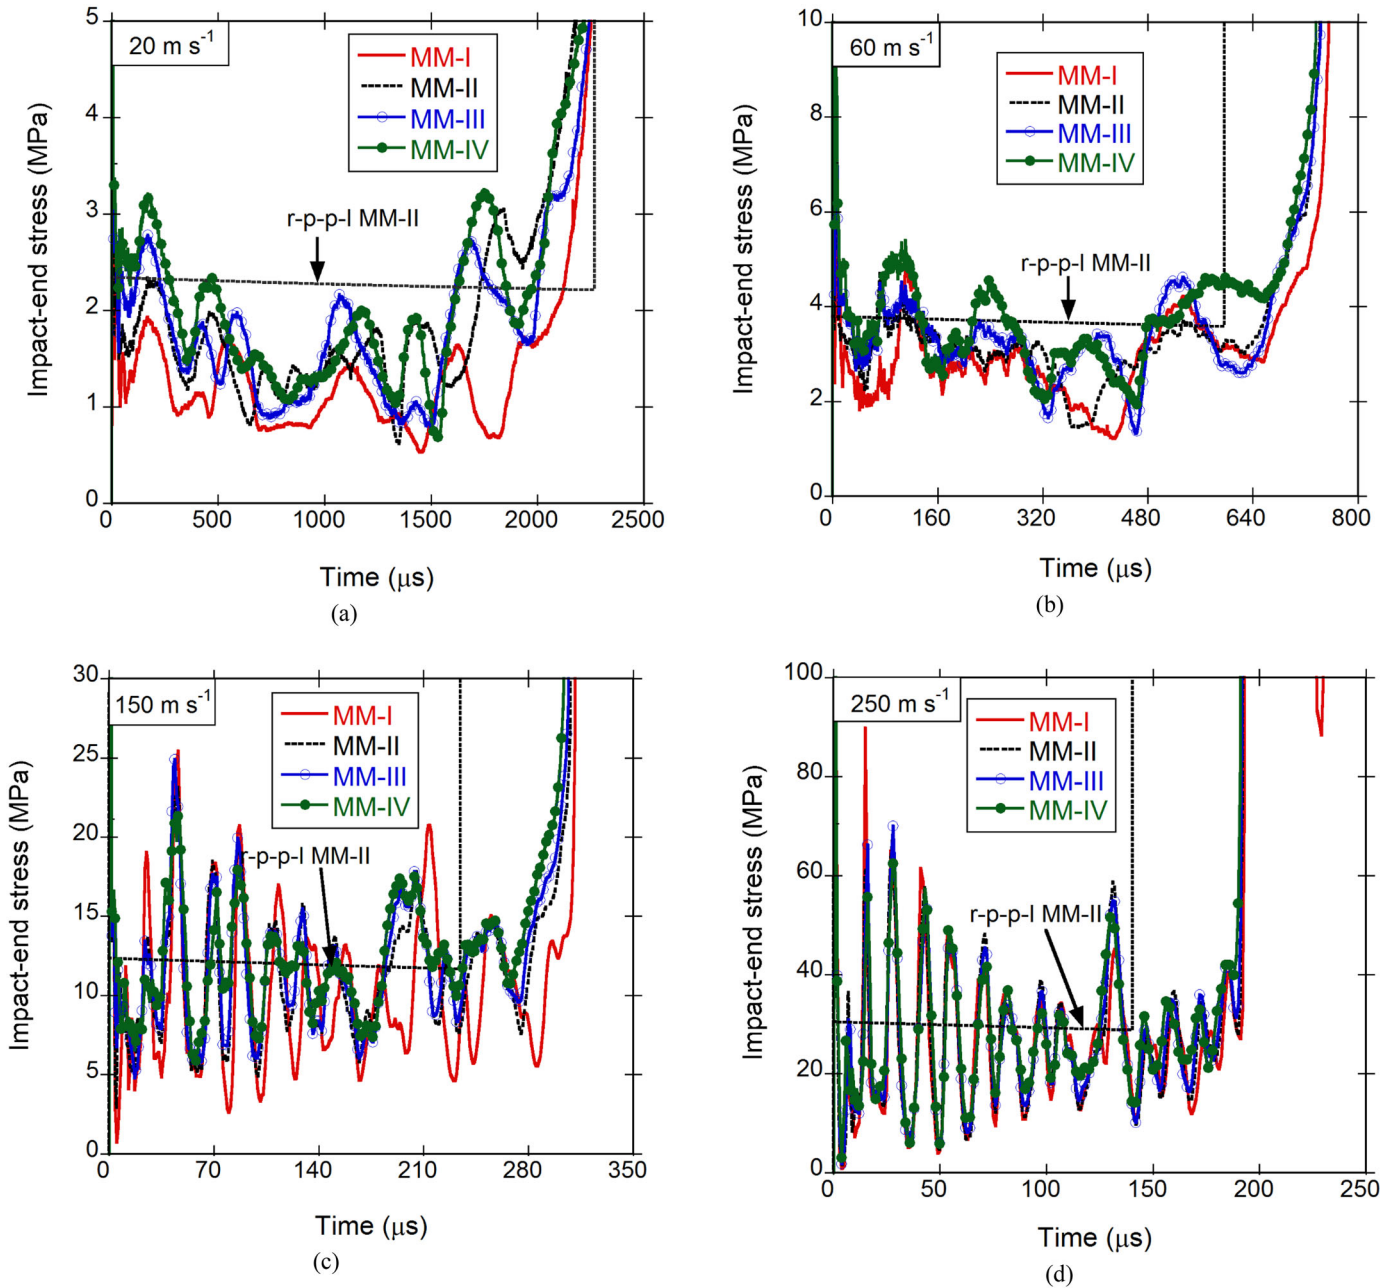 20 m s-1
MM-I
MM-II
MM-III
MM-IV
r-p-p-l MM-II
Impact-end stress (MPa)
5
4
3
2
1
0
0 500 1000 1500 2000 2500
Time (μs)
(a)
60 m s-1
MM-I
MM-II
MM-III
MM-IV
r-p-p-l MM-II
Impact-end stress (MPa)
10
8
6
4
2
0
0 160 320 480 640 800
Time (μs)
(b)
150 m s-1
MM-I
MM-II
MM-III
MM-IV
r-p-p-l MM-II
Impact-end stress (MPa)
30
25
20
15
10
5
0
0 70 140 210 280 350
Time (μs)
(c)
250 m s-1
MM-I
MM-II
MM-III
MM-IV
r-p-p-l MM-II
Impact-end stress (MPa)
100
80
60
40
20
0
0 50 100 150 200 250
Time (μs)
(d)